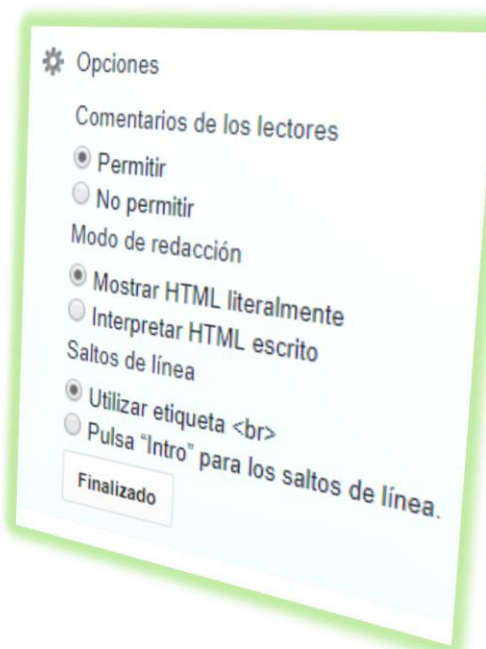 Opciones
Comentarios de los lectores
Permitir
No permitir
Modo de redacción
Mostrar HTML literalmente
Interpretar HTML escrito
Saltos de línea
Utilizar etiqueta <br>
Pulsa “Intro” para los saltos de línea.
Finalizado